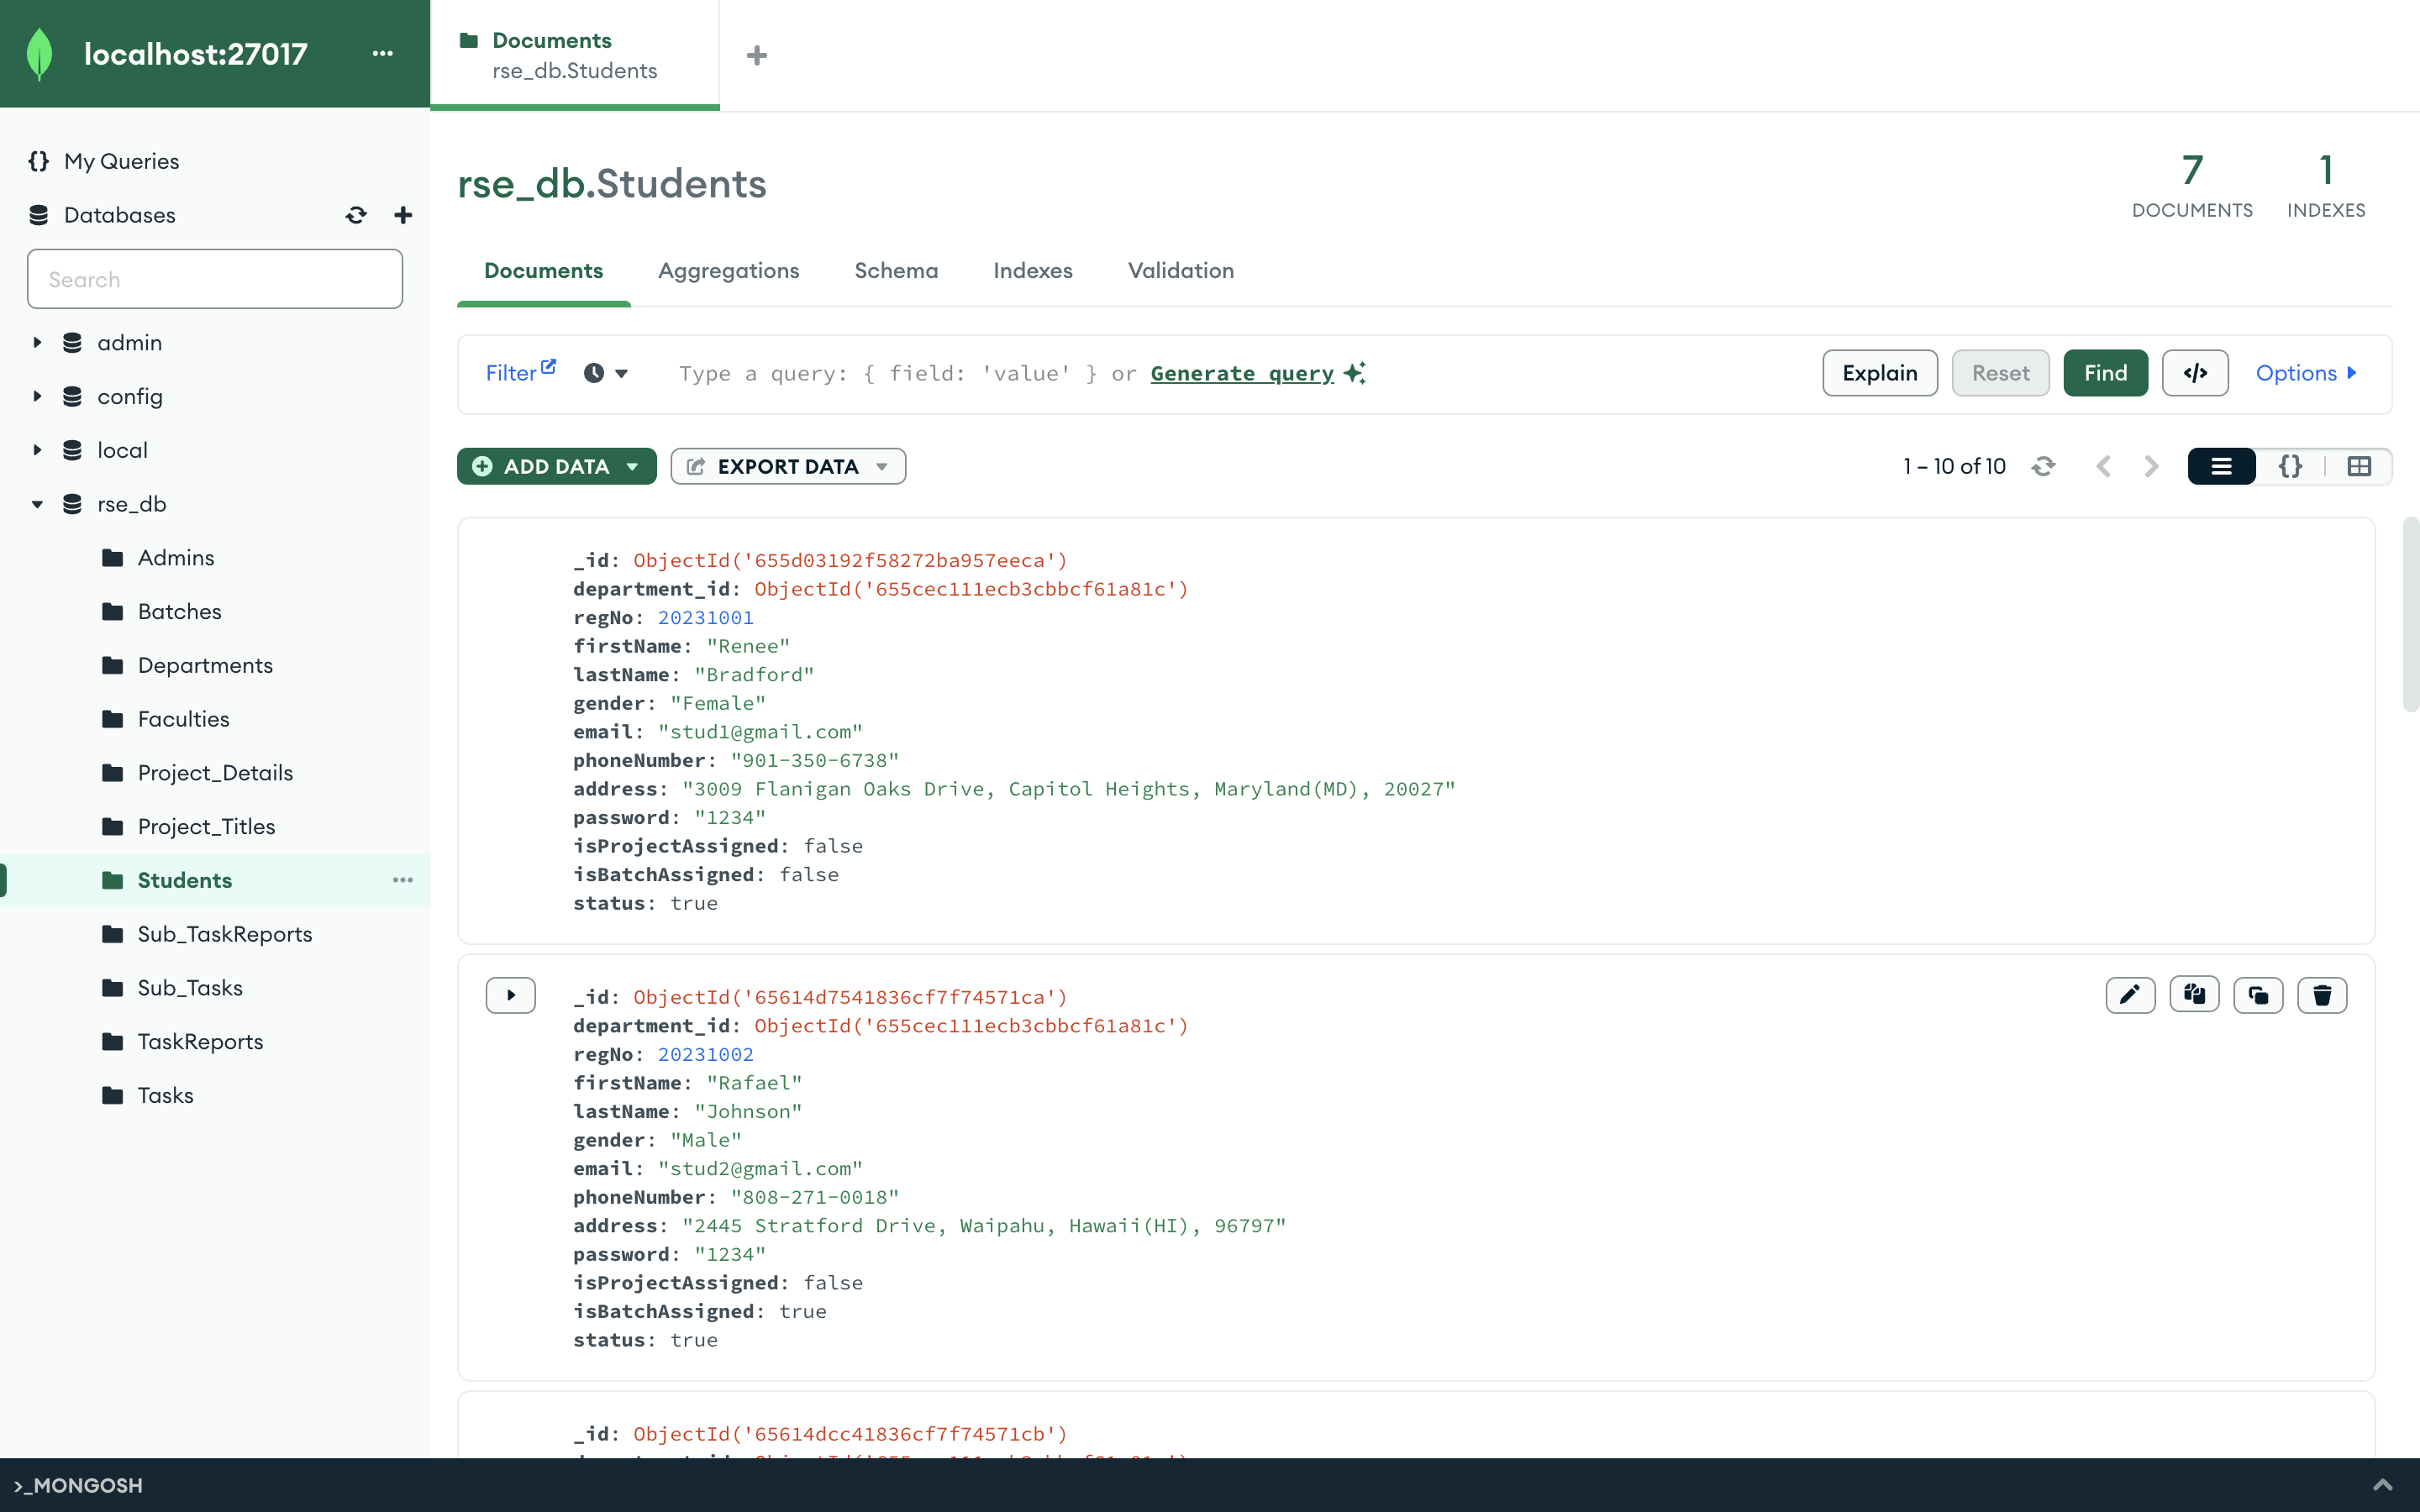 localhost:27017
My Queries
Databases
Search
admin
config
local
rse_db
Admins
Batches
Departments
Faculties
Project_Details
Project_Titles
Students
Sub_TaskReports
Sub_Tasks
TaskReports
Tasks
Documents
rse_db.Students
rse_db.Students
7
DOCUMENTS
1
INDEXES
Documents Aggregations Schema Indexes Validation
Filter Type a query: { field: 'value' } or Generate query Explain Reset Find </> Options
ADD DATA EXPORT DATA 1 – 10 of 10 {}
_id: ObjectId('655d03192f58272ba957eeca')
department_id: ObjectId('655cec111ecb3cbbcf61a81c')
regNo: 20231001
firstName: "Renee"
lastName: "Bradford"
gender: "Female"
email: "stud1@gmail.com"
phoneNumber: "901-350-6738"
address: "3009 Flanigan Oaks Drive, Capitol Heights, Maryland(MD), 20027"
password: "1234"
isProjectAssigned: false
isBatchAssigned: false
status: true
_id: ObjectId('65614d7541836cf7f74571ca')
department_id: ObjectId('655cec111ecb3cbbcf61a81c')
regNo: 20231002
firstName: "Rafael"
lastName: "Johnson"
gender: "Male"
email: "stud2@gmail.com"
phoneNumber: "808-271-0018"
address: "2445 Stratford Drive, Waipahu, Hawaii(HI), 96797"
password: "1234"
isProjectAssigned: false
isBatchAssigned: true
status: true
_id: ObjectId('65614dcc41836cf7f74571cb')
>_MONGOSH